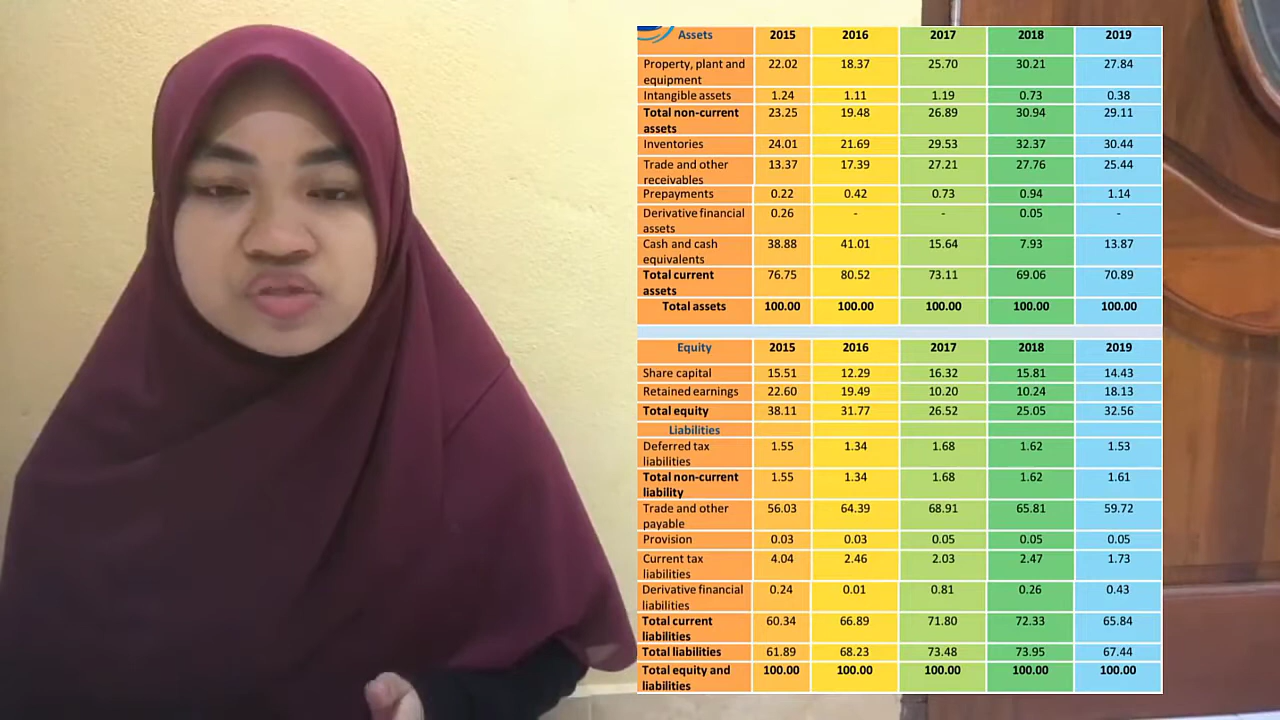 Assets 2015 2016 2017 2018 2019
Property, plant and 22.02 18.37 25.70 30.21 27.84
equipment
Intangible assets 1.24 1.11 1.19 0.73 0.38
Total non-current 23.25 19.48 26.89 30.94 29.11
assets
Inventories 24.01 21.69 29.53 32.37 30.44
Trade and other 13.37 17.39 27.21 27.76 25.44
receivables
Prepayments 0.22 0.42 0.73 0.94 1.14
Derivative financial 0.26 - - 0.05 -
assets
Cash and cash 38.88 41.01 15.64 7.93 13.87
equivalents
Total current 76.75 80.52 73.11 69.06 70.89
assets
Total assets 100.00 100.00 100.00 100.00 100.00
Equity 2015 2016 2017 2018 2019
Share capital 15.51 12.29 16.32 15.81 14.43
Retained earnings 22.60 19.49 10.20 10.24 18.13
Total equity 38.11 31.77 26.52 25.05 32.56
Liabilities
Deferred tax 1.55 1.34 1.68 1.62 1.53
liabilities
Total non-current 1.55 1.34 1.68 1.62 1.61
liability
Trade and other 56.03 64.39 68.91 65.81 59.72
payable
Provision 0.03 0.03 0.05 0.05 0.05
Current tax 4.04 2.46 2.03 2.47 1.73
liabilities
Derivative financial 0.24 0.01 0.81 0.26 0.43
liabilities
Total current 60.34 66.89 71.80 72.33 65.84
liabilities
Total liabilities 61.89 68.23 73.48 73.95 67.44
Total equity and 100.00 100.00 100.00 100.00 100.00
liabilities